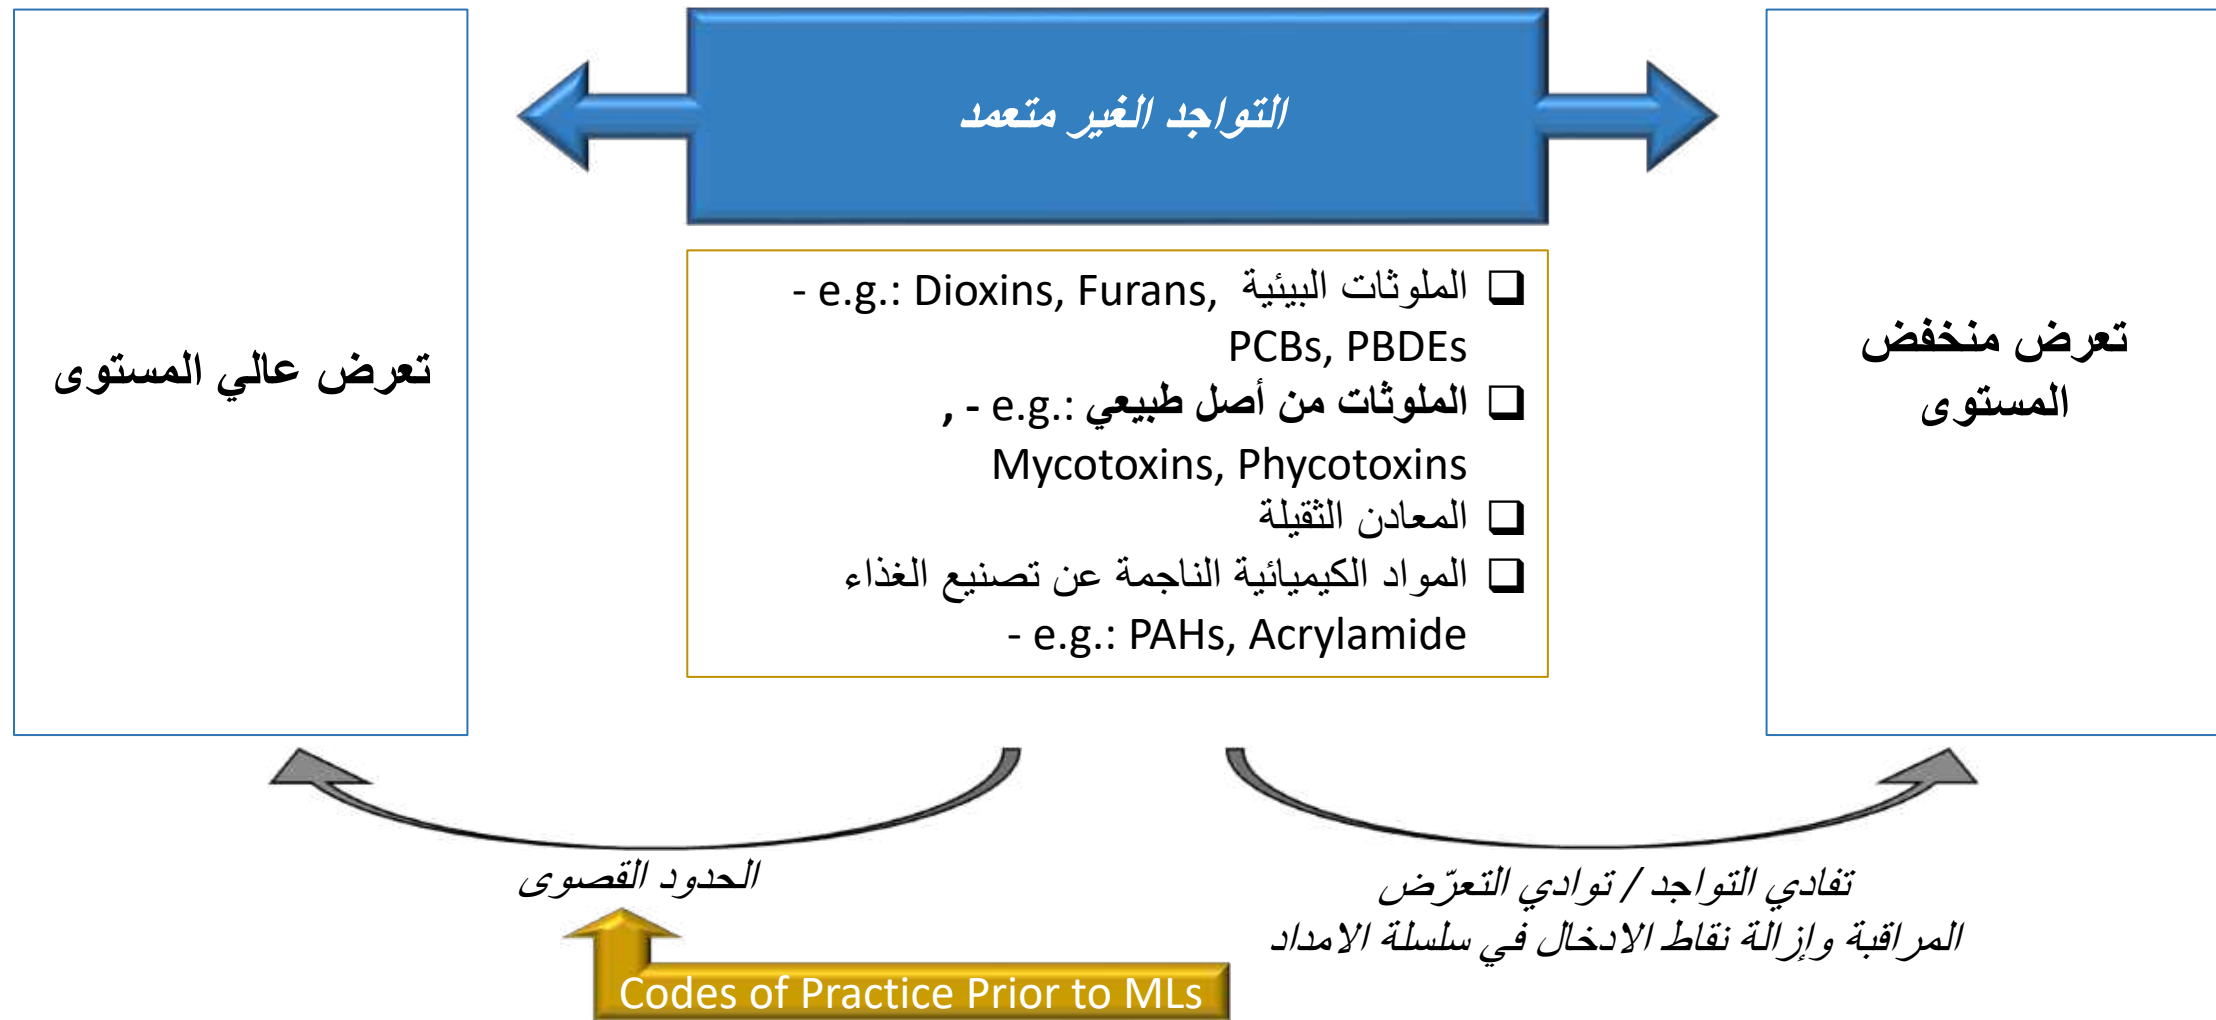 التواجد الغير متعمد
تعرض منخفض
المستوى
❑ الملوثات البيئية - e.g.: Dioxins, Furans,
PCBs, PBDEs
❑ الملوثات من أصل طبيعي e.g.: - ,
Mycotoxins, Phycotoxins
❑ المعادن الثقيلة
❑ المواد الكيميائية الناجمة عن تصنيع الغذاء
- e.g.: PAHs, Acrylamide
تعرض عالي المستوى
تفادي التواجد / توادي التعرّض
المراقبة وإزالة نقاط الادخال في سلسلة الامداد
الحدود القصوى
Codes of Practice Prior to MLs